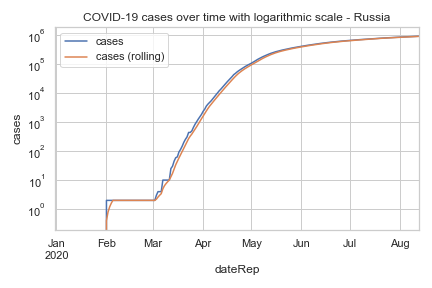 COVID-19 cases over time with logarithmic scale - Russia
cases
cases (rolling)
10⁶
10⁵
10⁴
10³
10²
10¹
10⁰
cases
Jan Feb Mar Apr May Jun Jul Aug
2020
dateRep